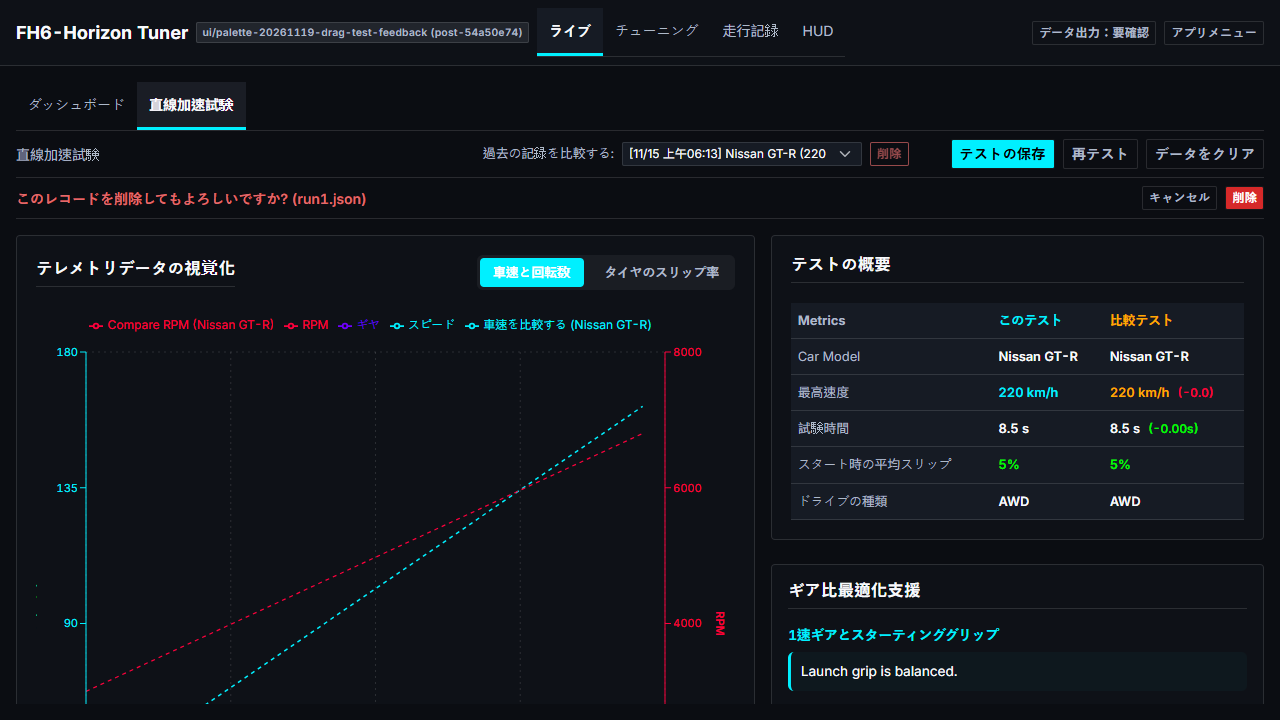 FH6-Horizon Tuner
ui/palette-20261119-drag-test-feedback (post-54a50e74)
ライブ
チューニング
走行記録
HUD
データ出力：要確認
アプリメニュー
ダッシュボード
直線加速試験
直線加速試験
過去の記録を比較する:
[11/15 上午06:13] Nissan GT-R (220
削除
テストの保存
再テスト
データをクリア
このレコードを削除してもよろしいですか? (run1.json)
キャンセル
削除
テレメトリデータの視覚化
車速と回転数
タイヤのスリップ率
Compare RPM (Nissan GT-R)
RPM
ギヤ
スピード
車速を比較する (Nissan GT-R)
180
8000
135
6000
90
4000
RPM
テストの概要
Metrics このテスト 比較テスト
Car Model Nissan GT-R Nissan GT-R
最高速度 220 km/h 220 km/h (-0.0)
試験時間 8.5 s 8.5 s (-0.00s)
スタート時の平均スリップ 5% 5%
ドライブの種類 AWD AWD
ギア比最適化支援
1速ギアとスターティンググリップ
Launch grip is balanced.